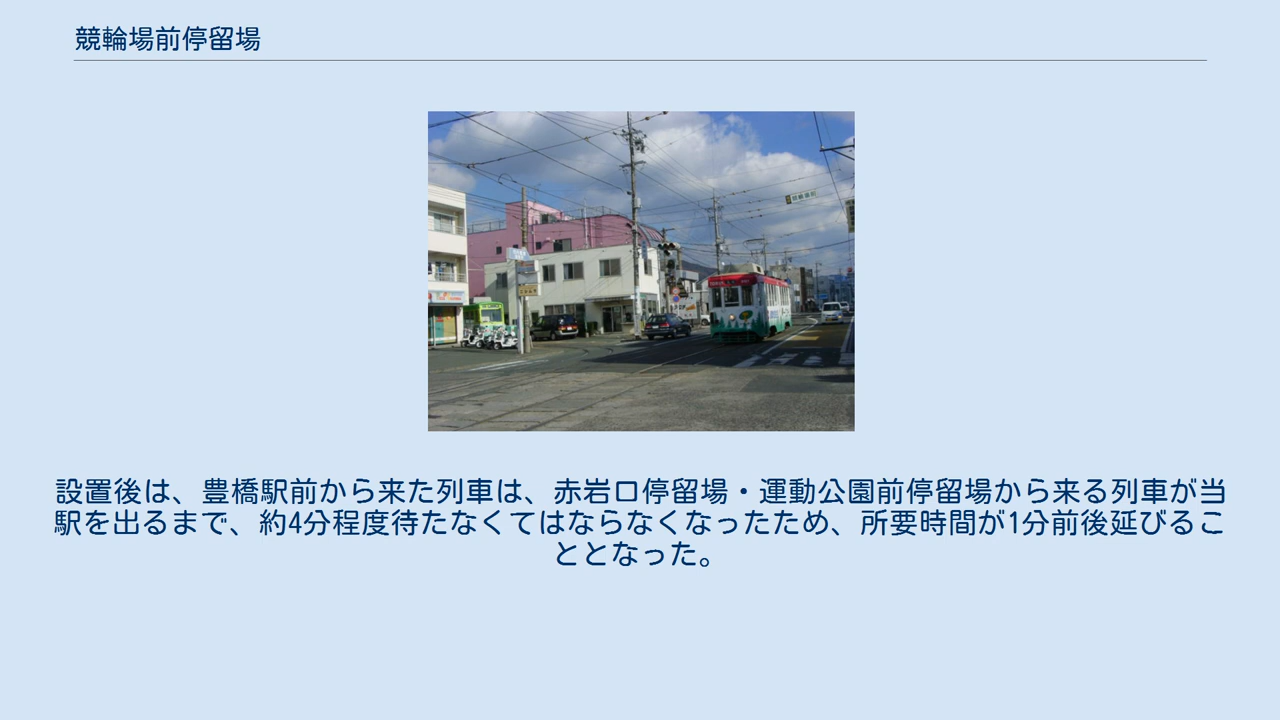 競輪場前停留場
設置後は、豊橋駅前から来た列車は、赤岩口停留場・運動公園前停留場から来る列車が当
駅を出るまで、約4分程度待たなくてはならなくなったため、所要時間が1分前後延びるこ
ととなった。